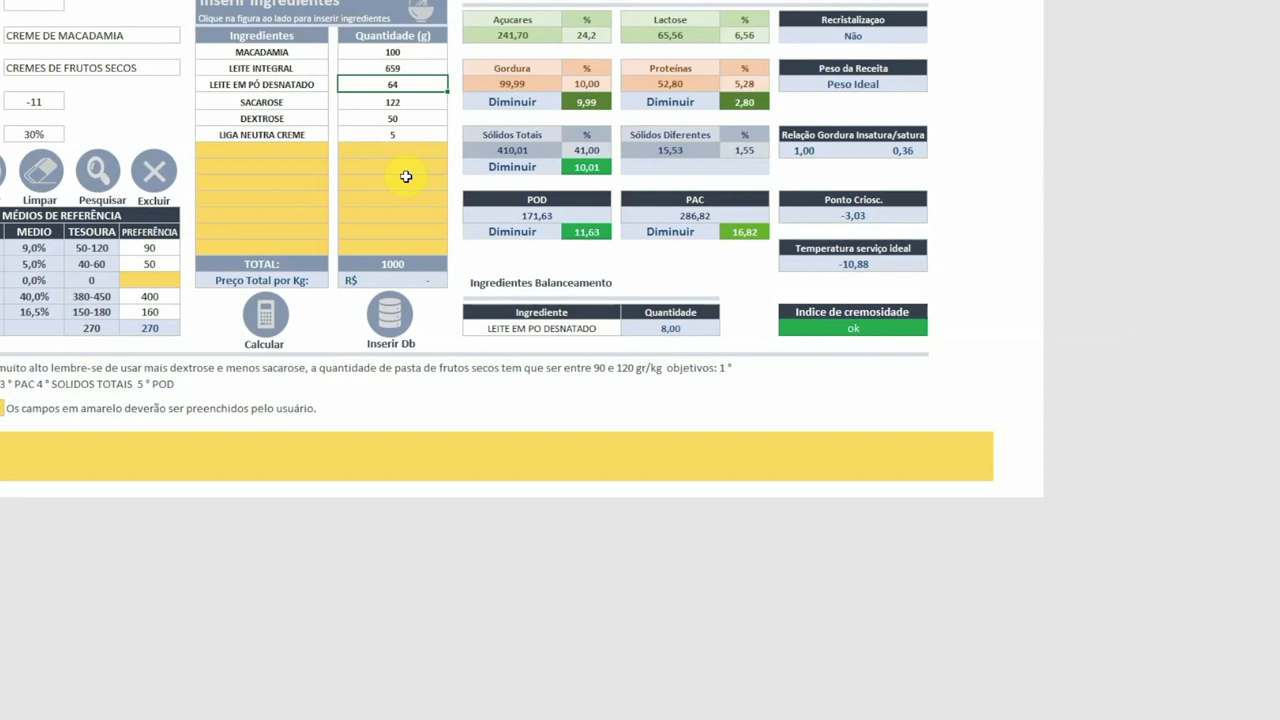 Inserir ingredientes
Clique na figura ao lado para inserir ingredientes
Ingredientes Quantidade (g)
MACADAMIA 100
LEITE INTEGRAL 659
LEITE EM PÓ DESNATADO 64
SACAROSE 122
DEXTROSE 50
LIGA NEUTRA CREME 5
TOTAL: 1000
Preço Total por Kg: R$ -
Calcular
Inserir Db
CREME DE MACADAMIA
CREMES DE FRUTOS SECOS
-11
30%
Limpar Pesquisar Excluir
MÉDIOS DE REFERÊNCIA
MEDIO TESOURA PREFERÊNCIA
9,0% 50-120 90
5,0% 40-60 50
0,0% 0
40,0% 380-450 400
16,5% 150-180 160
270 270
Açucares % Lactose %
241,70 24,2 65,56 6,56
Gordura % Proteínas %
99,99 10,00 52,80 5,28
Diminuir 9,99 Diminuir 2,80
Sólidos Totais % Sólidos Diferentes %
410,01 41,00 15,53 1,55
Diminuir 10,01
POD PAC
171,63 286,82
Diminuir 11,63 Diminuir 16,82
Ingredientes Balanceamento
Ingrediente Quantidade
LEITE EM PO DESNATADO 8,00
Recristalizaçao
Não
Peso da Receita
Peso Ideal
Relação Gordura Insatura/satura
1,00 0,36
Ponto Criosc.
-3,03
Temperatura serviço ideal
-10,88
Indice de cremosidade
ok
muito alto lembre-se de usar mais dextrose e menos sacarose, a quantidade de pasta de frutos secos tem que ser entre 90 e 120 gr/kg objetivos: 1 °
3 ° PAC 4 ° SOLIDOS TOTAIS 5 ° POD
Os campos em amarelo deverão ser preenchidos pelo usuário.